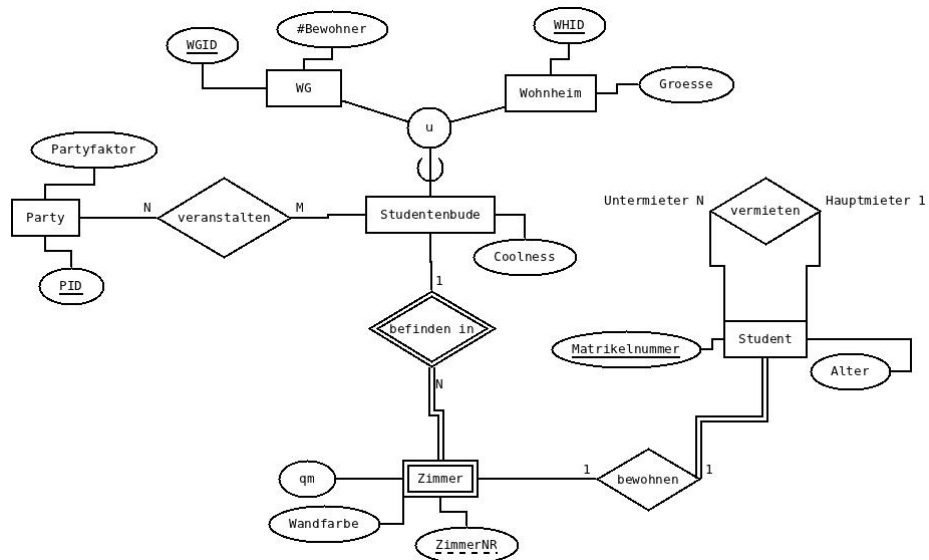 #Bewohner
WHID
WGID
WG
Wohnheim
Groesse
u
Partyfaktor
Party
N
veranstalten
M
Studentenbude
Untermieter N
vermieten
Hauptmieter 1
Coolness
PID
1
befinden in
N
Matrikelnummer
Student
Alter
qm
Zimmer
1
bewohnen
1
Wandfarbe
ZimmerNR